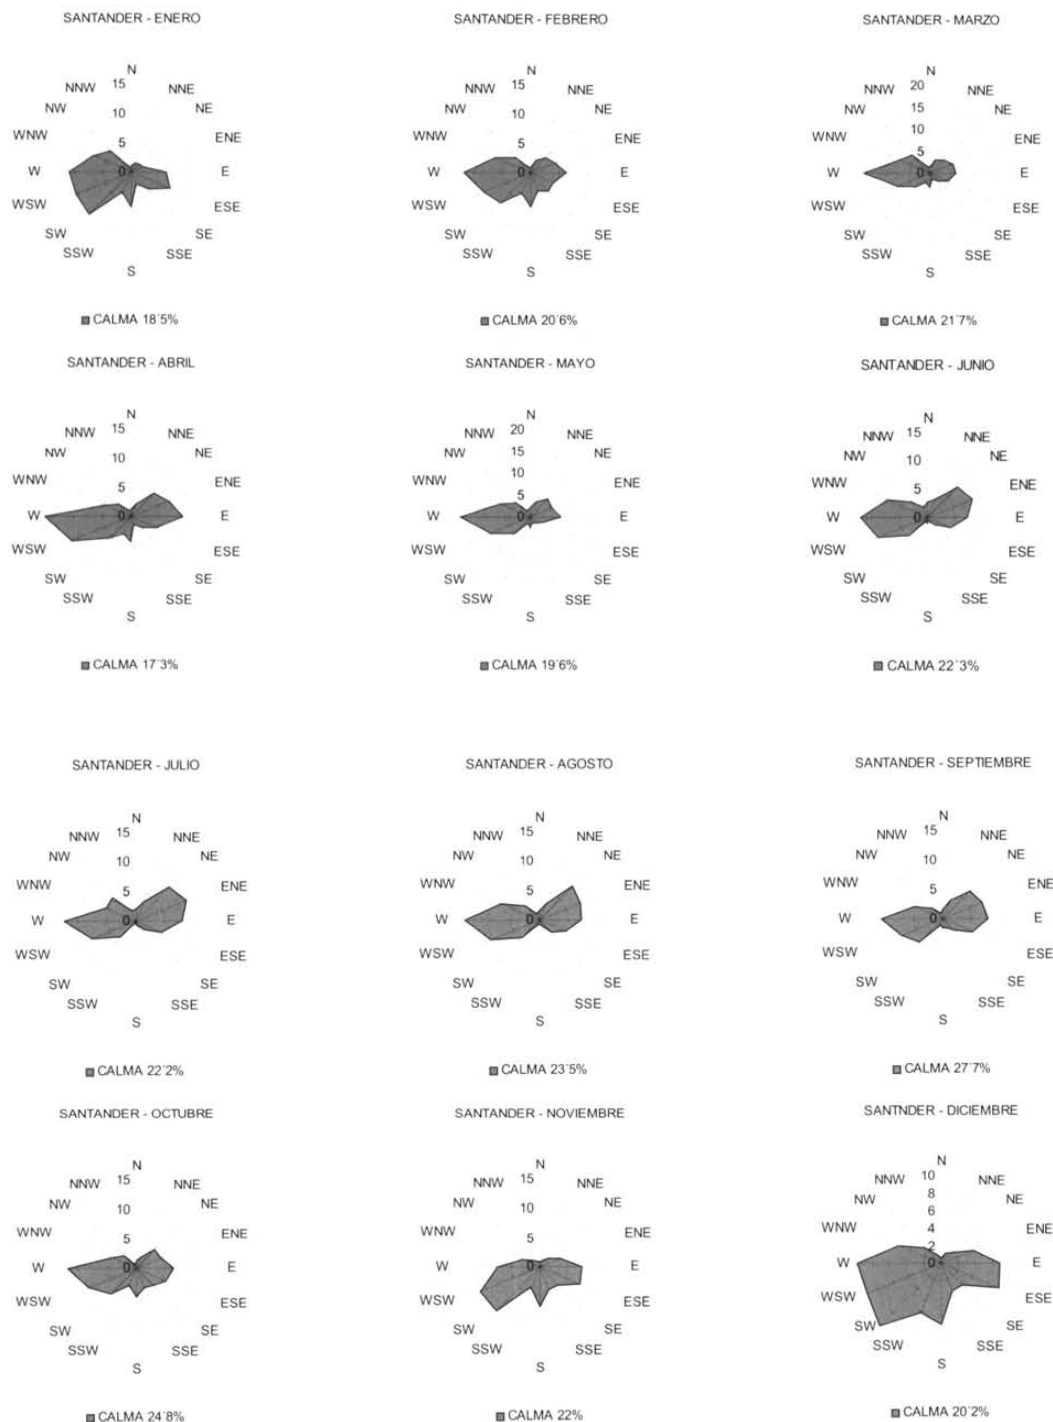 SANTANDER - ENERO
N
15
NNW
NNE
NW
10
NE
WNW
5
ENE
W
0
E
WSW
ESE
SW
SE
SSW
SSE
S
CALMA 18´5%
SANTANDER - FEBRERO
N
15
NNW
NNE
NW
10
NE
WNW
5
ENE
W
0
E
WSW
ESE
SW
SE
SSW
SSE
S
CALMA 20´6%
SANTANDER - MARZO
N
20
NNW
NNE
15
NW
NE
10
WNW
5
ENE
W
0
E
WSW
ESE
SW
SE
SSW
SSE
S
CALMA 21´7%
SANTANDER - ABRIL
N
15
NNW
NNE
NW
10
NE
WNW
5
ENE
W
0
E
WSW
ESE
SW
SE
SSW
SSE
S
CALMA 17´3%
SANTANDER - MAYO
N
20
NNW
NNE
15
NW
NE
10
WNW
5
ENE
W
0
E
WSW
ESE
SW
SE
SSW
SSE
S
CALMA 19´6%
SANTANDER - JUNIO
N
15
NNW
NNE
NW
10
NE
WNW
5
ENE
W
0
E
WSW
ESE
SW
SE
SSW
SSE
S
CALMA 22´3%
SANTANDER - JULIO
N
15
NNW
NNE
NW
10
NE
WNW
5
ENE
W
0
E
WSW
ESE
SW
SE
SSW
SSE
S
CALMA 22´2%
SANTANDER - AGOSTO
N
15
NNW
NNE
NW
10
NE
WNW
5
ENE
W
0
E
WSW
ESE
SW
SE
SSW
SSE
S
CALMA 23´5%
SANTANDER - SEPTIEMBRE
N
15
NNW
NNE
NW
10
NE
WNW
5
ENE
W
0
E
WSW
ESE
SW
SE
SSW
SSE
S
CALMA 27´7%
SANTANDER - OCTUBRE
N
15
NNW
NNE
NW
10
NE
WNW
5
ENE
W
0
E
WSW
ESE
SW
SE
SSW
SSE
S
CALMA 24´8%
SANTANDER - NOVIEMBRE
N
15
NNW
NNE
NW
10
NE
WNW
5
ENE
W
0
E
WSW
ESE
SW
SE
SSW
SSE
S
CALMA 22%
SANTNDER - DICIEMBRE
N
10
NNW
NNE
8
NW
NE
6
WNW
4
ENE
2
W
0
E
WSW
ESE
SW
SE
SSW
SSE
S
CALMA 20´2%